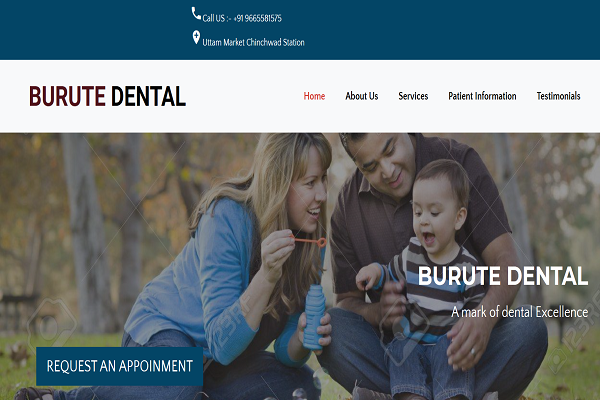 Call US :- +91 9665581575
Uttam Market Chinchwad Station
BURUTE DENTAL
Home
About Us
Services
Patient Information
Testimonials
BURUTE DENTAL
A mark of dental Excellence
REQUEST AN APPOINMENT